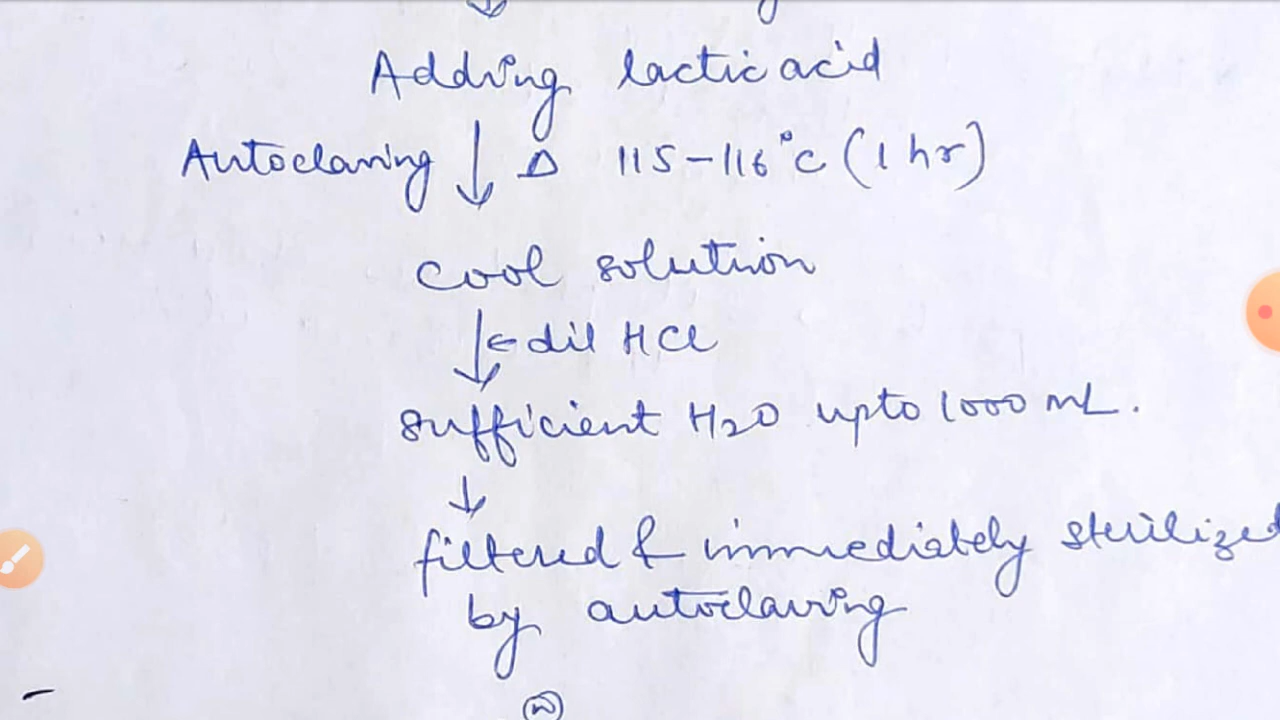 Adding lactic acid
Autoclaving ↓ Δ 115-116°c (1 hr)
cool solution
↓ ← dil HCl
sufficient H2O upto 1000 mL.
↓
filtered & immediately sterilized
by autoclaving